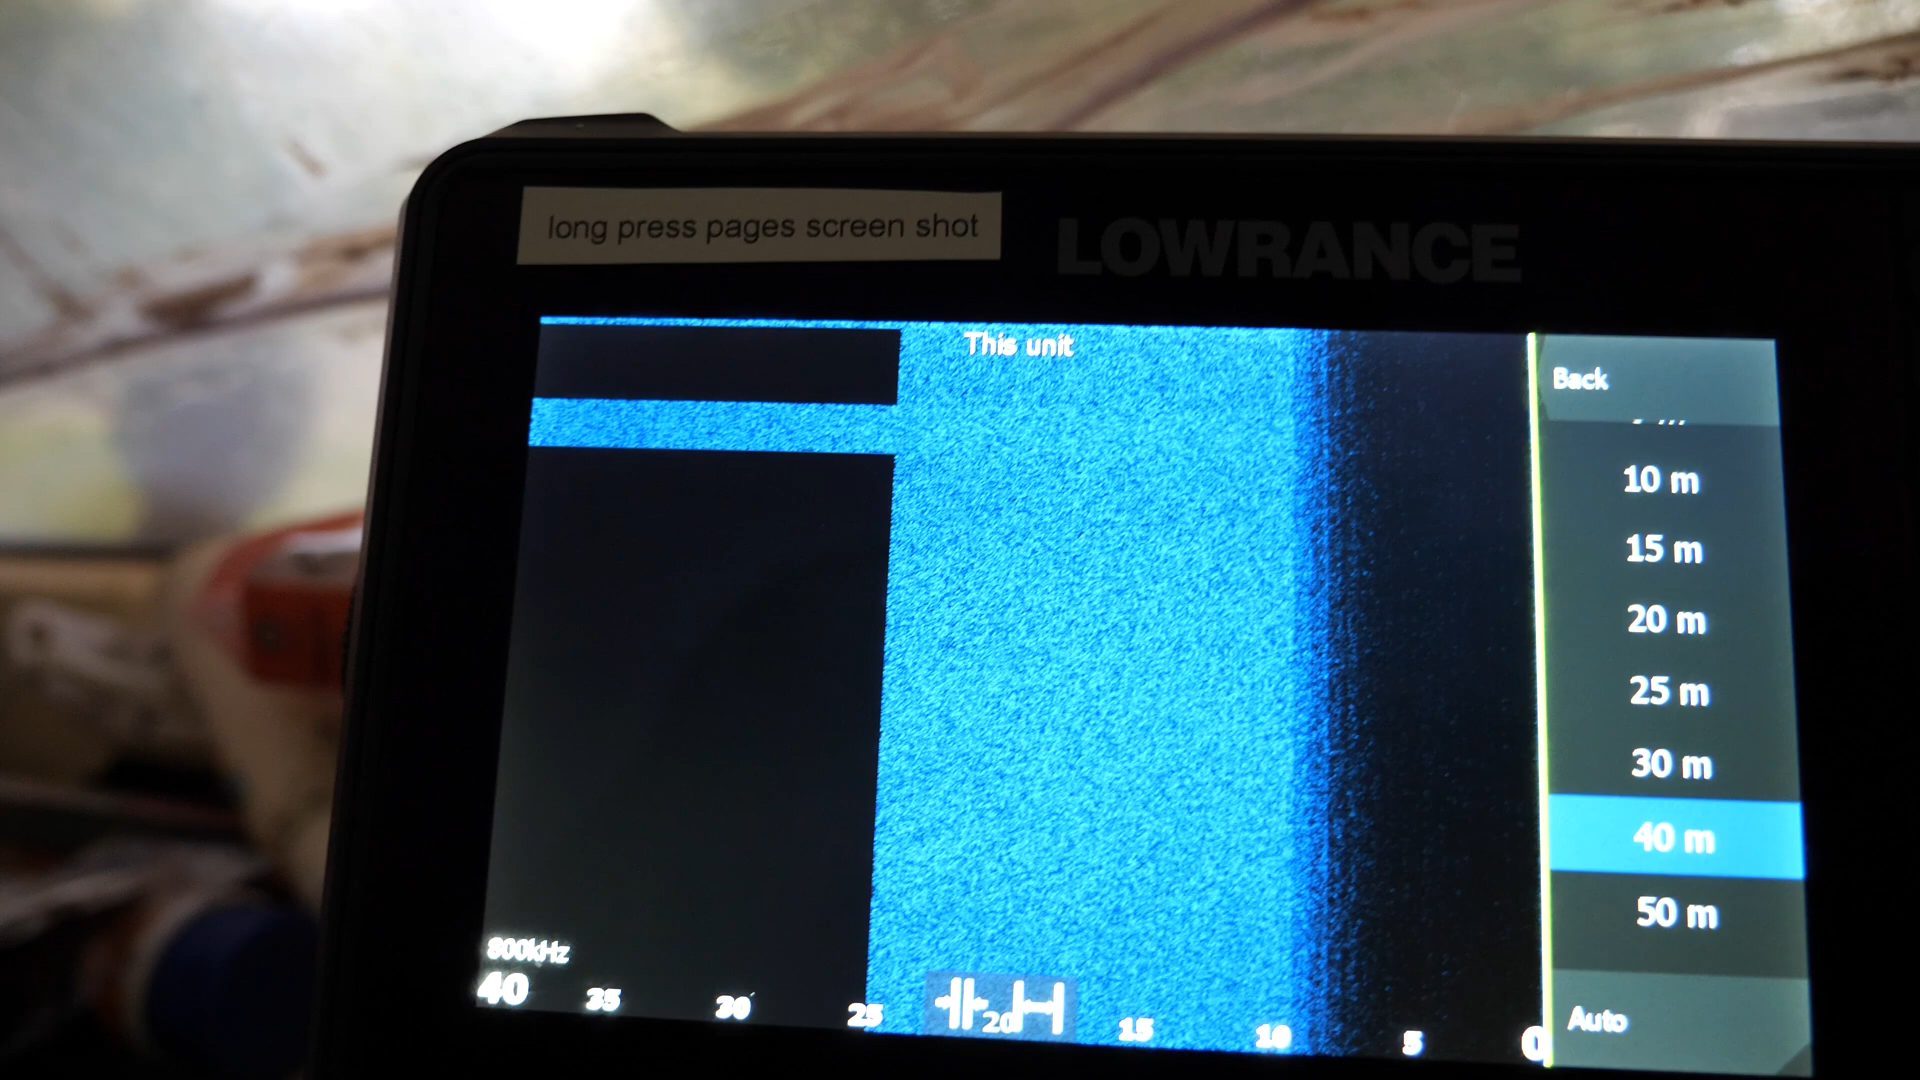 long press pages screen shot
LOWRANCE
This unit
Back
10 m
15 m
20 m
25 m
30 m
40 m
50 m
Auto
800kHz
40 35 30 25 20 15 10 5 0